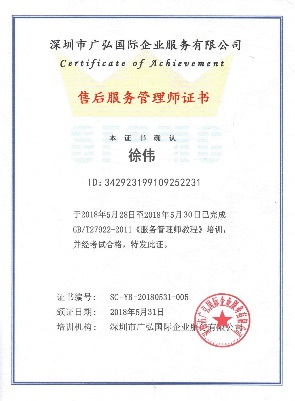 深圳市广弘国际企业服务有限公司
Certificate of Achievement
售后服务管理师证书
本证书确认
徐伟
ID:342923199109252231
于2018年5月28日至2018年5月30日已完成
GB/T27922-2011《服务管理师教程》培训，
并经考试合格。特发此证。
证书编号： SC-YH-20180531-005
颁证日期： 2018年5月31日
培训机构： 深圳市广弘国际企业服务有限公司